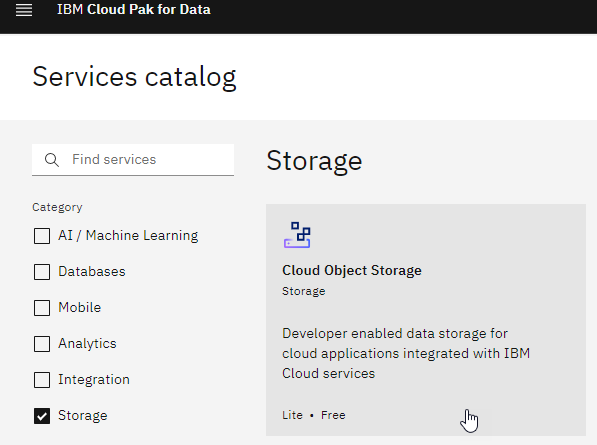 IBM Cloud Pak for Data
Services catalog
Find services
Category
AI / Machine Learning
Databases
Mobile
Analytics
Integration
Storage
Storage
Cloud Object Storage
Storage
Developer enabled data storage for
cloud applications integrated with IBM
Cloud services
Lite • Free